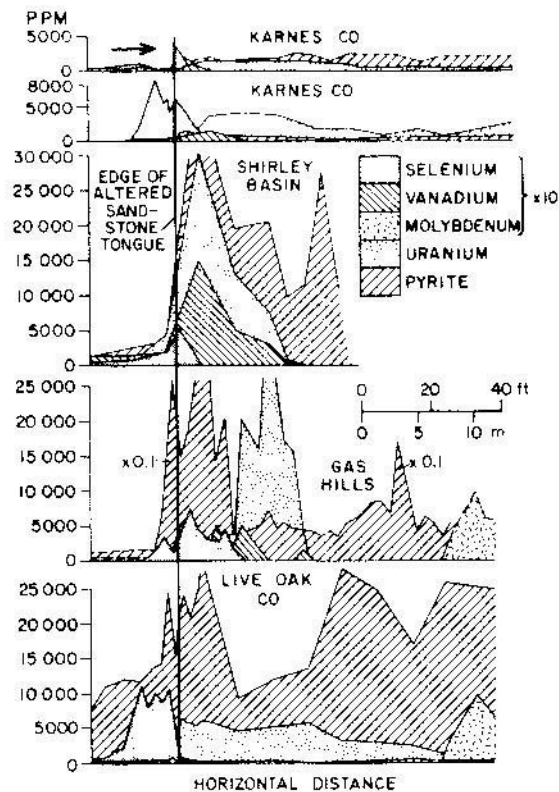 PPM
5000
0
KARNES CO
8000
5000
0
KARNES CO
30 000
25 000
20 000
15 000
10 000
5000
0
EDGE OF
ALTERED
SAND-
STONE
TONGUE
SHIRLEY
BASIN
SELENIUM
VANADIUM
MOLYBDENUM
x10
URANIUM
PYRITE
25 000
20 000
15 000
10 000
5000
0
x 0.1
0 20 40 ft
0 5 10 m
GAS
HILLS
x 0.1
25 000
20 000
15 000
10 000
5000
0
LIVE OAK
CO
HORIZONTAL DISTANCE